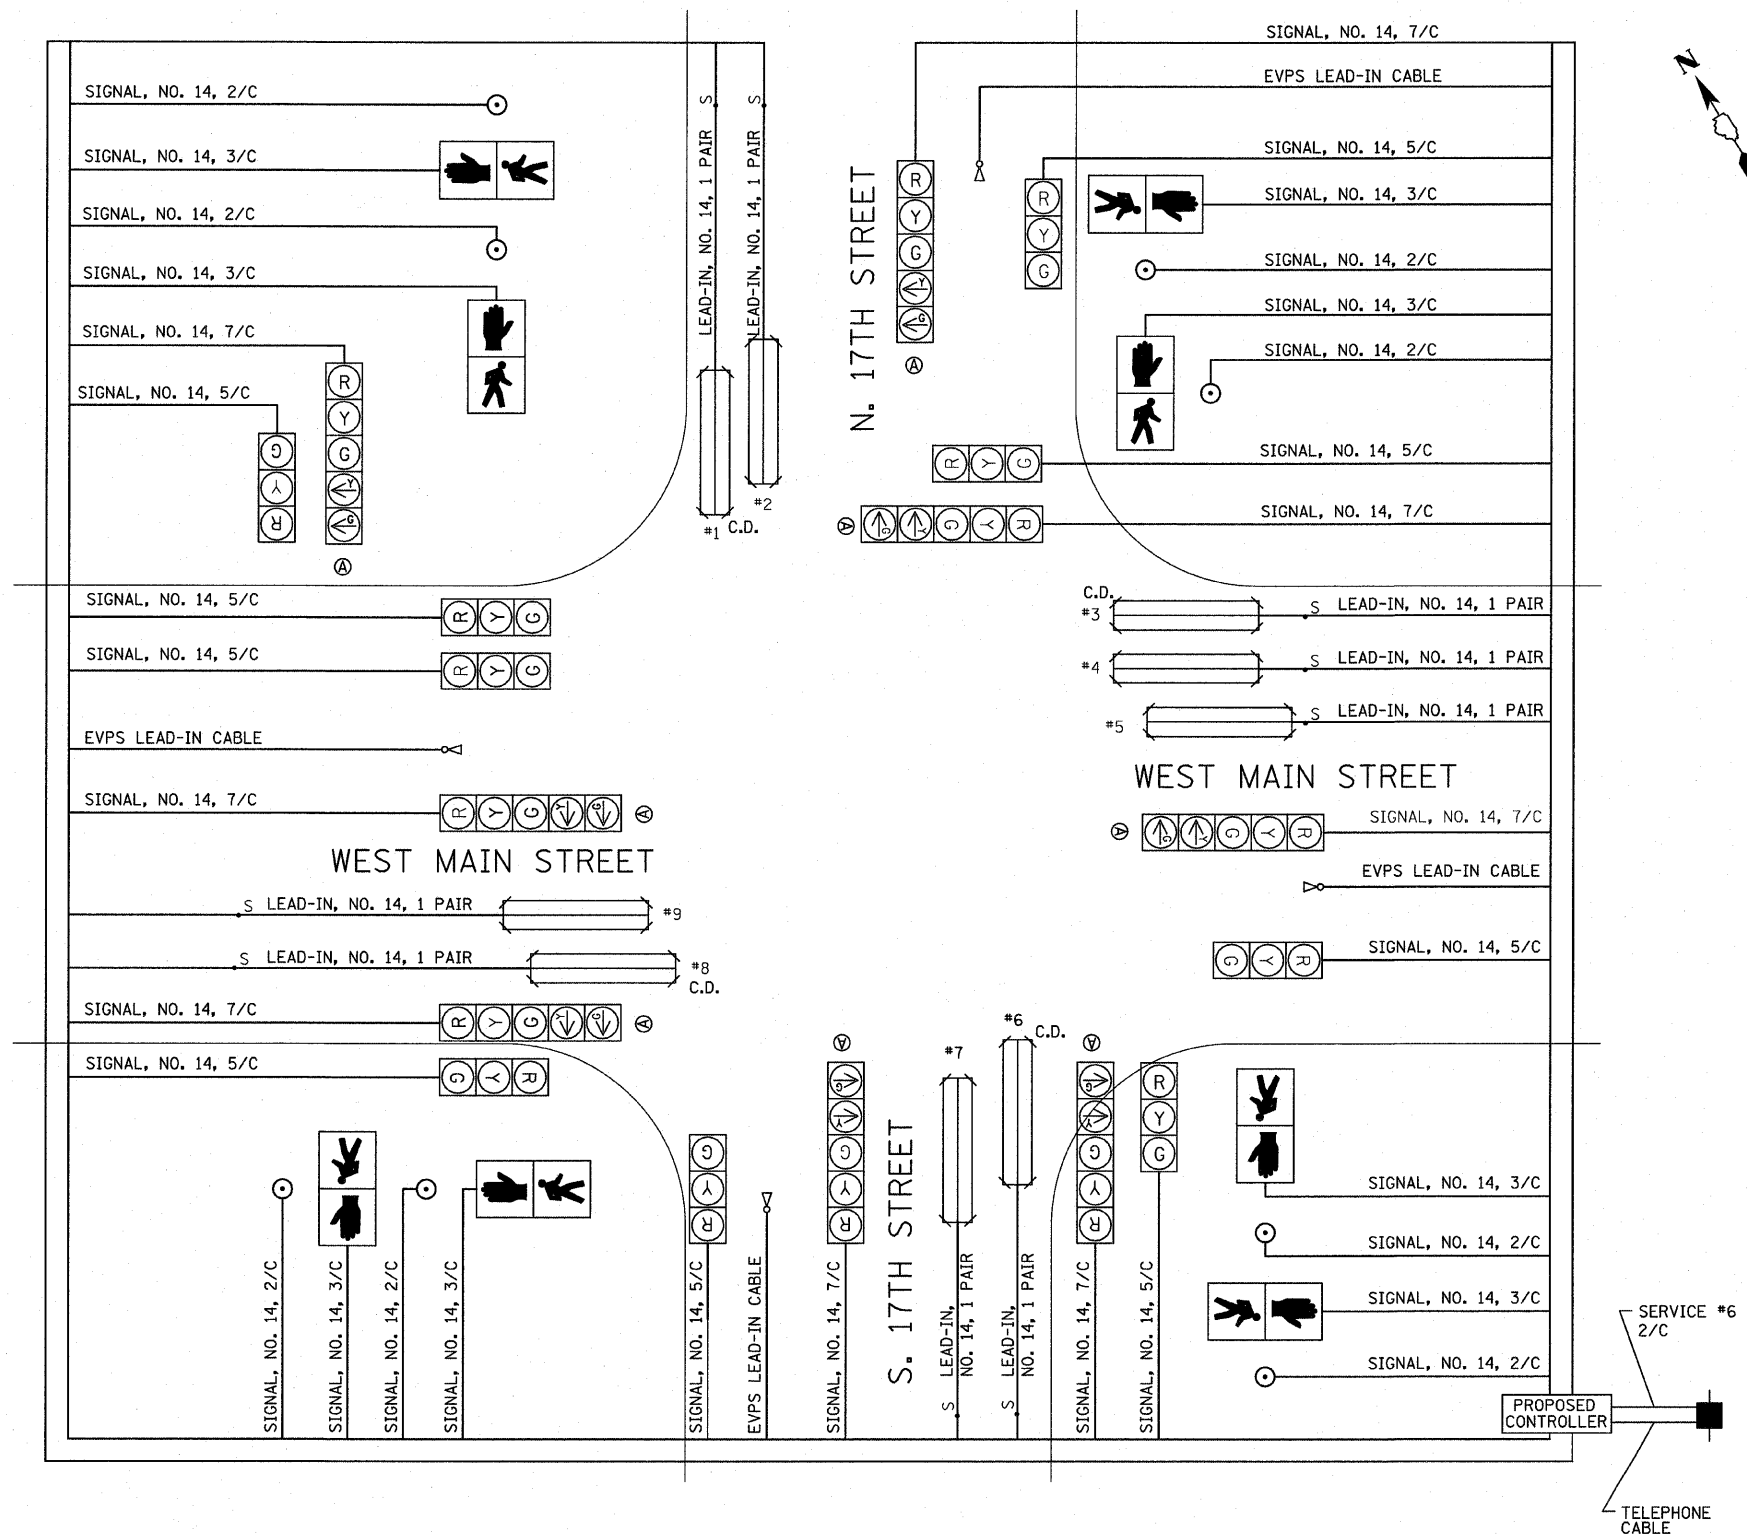 SIGNAL, NO. 14, 2/C
SIGNAL, NO. 14, 3/C
SIGNAL, NO. 14, 2/C
SIGNAL, NO. 14, 3/C
SIGNAL, NO. 14, 7/C
R
Y
G
Y
G
A
SIGNAL, NO. 14, 5/C
G
Y
R
S
LEAD-IN, NO. 14, 1 PAIR
#1
C.D.
S
LEAD-IN, NO. 14, 1 PAIR
#2
N. 17TH STREET
SIGNAL, NO. 14, 7/C
R
Y
G
Y
G
A
EVPS LEAD-IN CABLE
SIGNAL, NO. 14, 5/C
R
Y
G
SIGNAL, NO. 14, 3/C
SIGNAL, NO. 14, 2/C
SIGNAL, NO. 14, 3/C
SIGNAL, NO. 14, 2/C
R Y G
SIGNAL, NO. 14, 5/C
A
G Y G Y R
SIGNAL, NO. 14, 7/C
N
SIGNAL, NO. 14, 5/C
R Y G
SIGNAL, NO. 14, 5/C
R Y G
EVPS LEAD-IN CABLE
SIGNAL, NO. 14, 7/C
R Y G Y G
A
WEST MAIN STREET
S LEAD-IN, NO. 14, 1 PAIR
#9
S LEAD-IN, NO. 14, 1 PAIR
#8
C.D.
SIGNAL, NO. 14, 7/C
R Y G Y G
A
SIGNAL, NO. 14, 5/C
G Y R
C.D.
#3
S LEAD-IN, NO. 14, 1 PAIR
#4
S LEAD-IN, NO. 14, 1 PAIR
#5
S LEAD-IN, NO. 14, 1 PAIR
WEST MAIN STREET
A
G Y G Y R
SIGNAL, NO. 14, 7/C
EVPS LEAD-IN CABLE
G Y R
SIGNAL, NO. 14, 5/C
SIGNAL, NO. 14, 2/C
SIGNAL, NO. 14, 3/C
SIGNAL, NO. 14, 2/C
SIGNAL, NO. 14, 3/C
G
Y
R
SIGNAL, NO. 14, 5/C
EVPS LEAD-IN CABLE
A
G
Y
G
Y
R
SIGNAL, NO. 14, 7/C
S. 17TH STREET
#7
LEAD-IN,
NO. 14, 1 PAIR
S
#6
C.D.
LEAD-IN,
NO. 14, 1 PAIR
S
A
G
Y
G
Y
R
SIGNAL, NO. 14, 7/C
R
Y
G
SIGNAL, NO. 14, 5/C
SIGNAL, NO. 14, 3/C
SIGNAL, NO. 14, 2/C
SIGNAL, NO. 14, 3/C
SIGNAL, NO. 14, 2/C
PROPOSED
CONTROLLER
SERVICE #6
2/C
TELEPHONE
CABLE